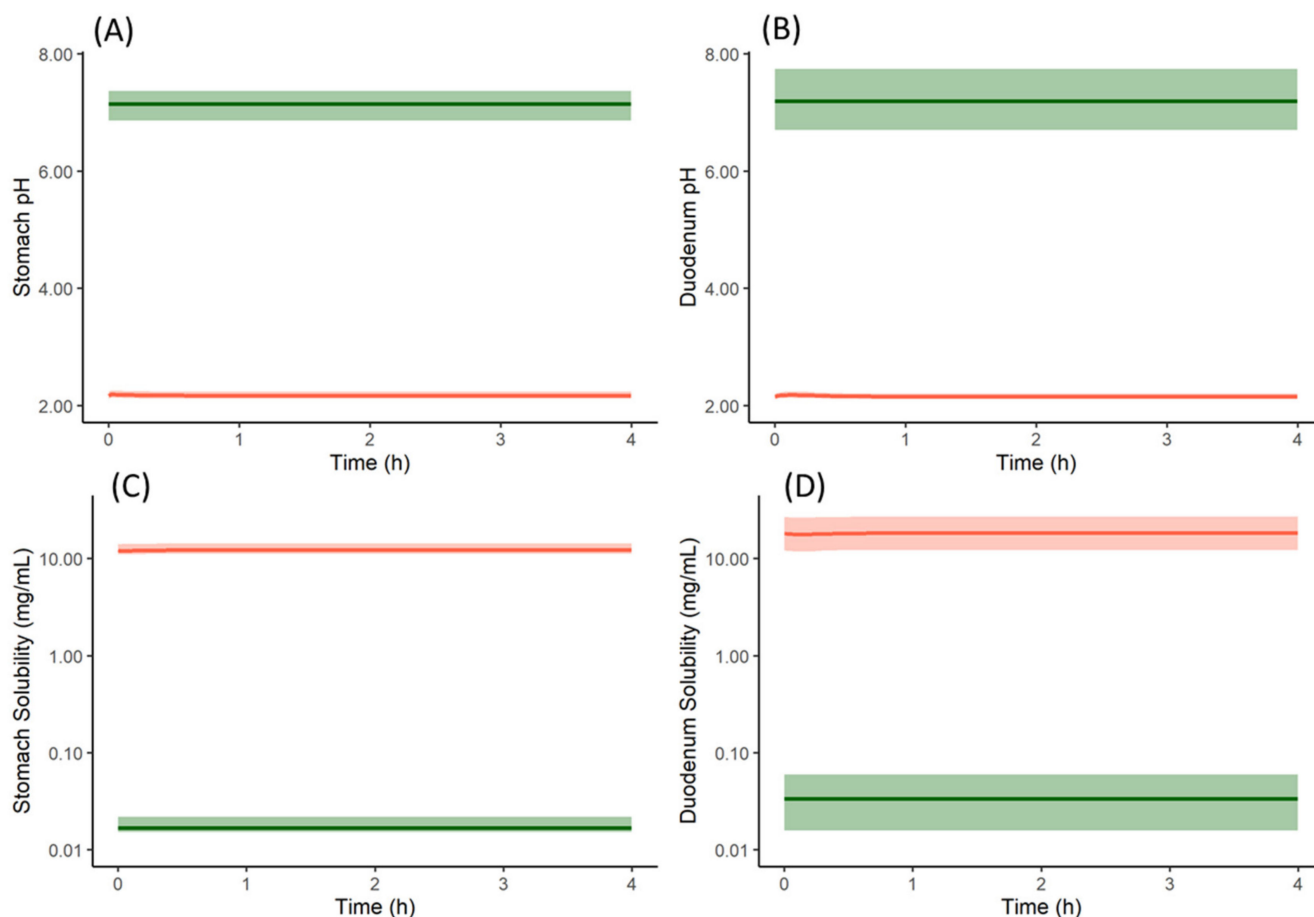 (A)
8.00
6.00
4.00
2.00
Stomach pH
0 1 2 3 4
Time (h)
(B)
8.00
6.00
4.00
2.00
Duodenum pH
0 1 2 3 4
Time (h)
(C)
10.00
1.00
0.10
0.01
Stomach Solubility (mg/mL)
0 1 2 3 4
Time (h)
(D)
10.00
1.00
0.10
0.01
Duodenum Solubility (mg/mL)
0 1 2 3 4
Time (h)